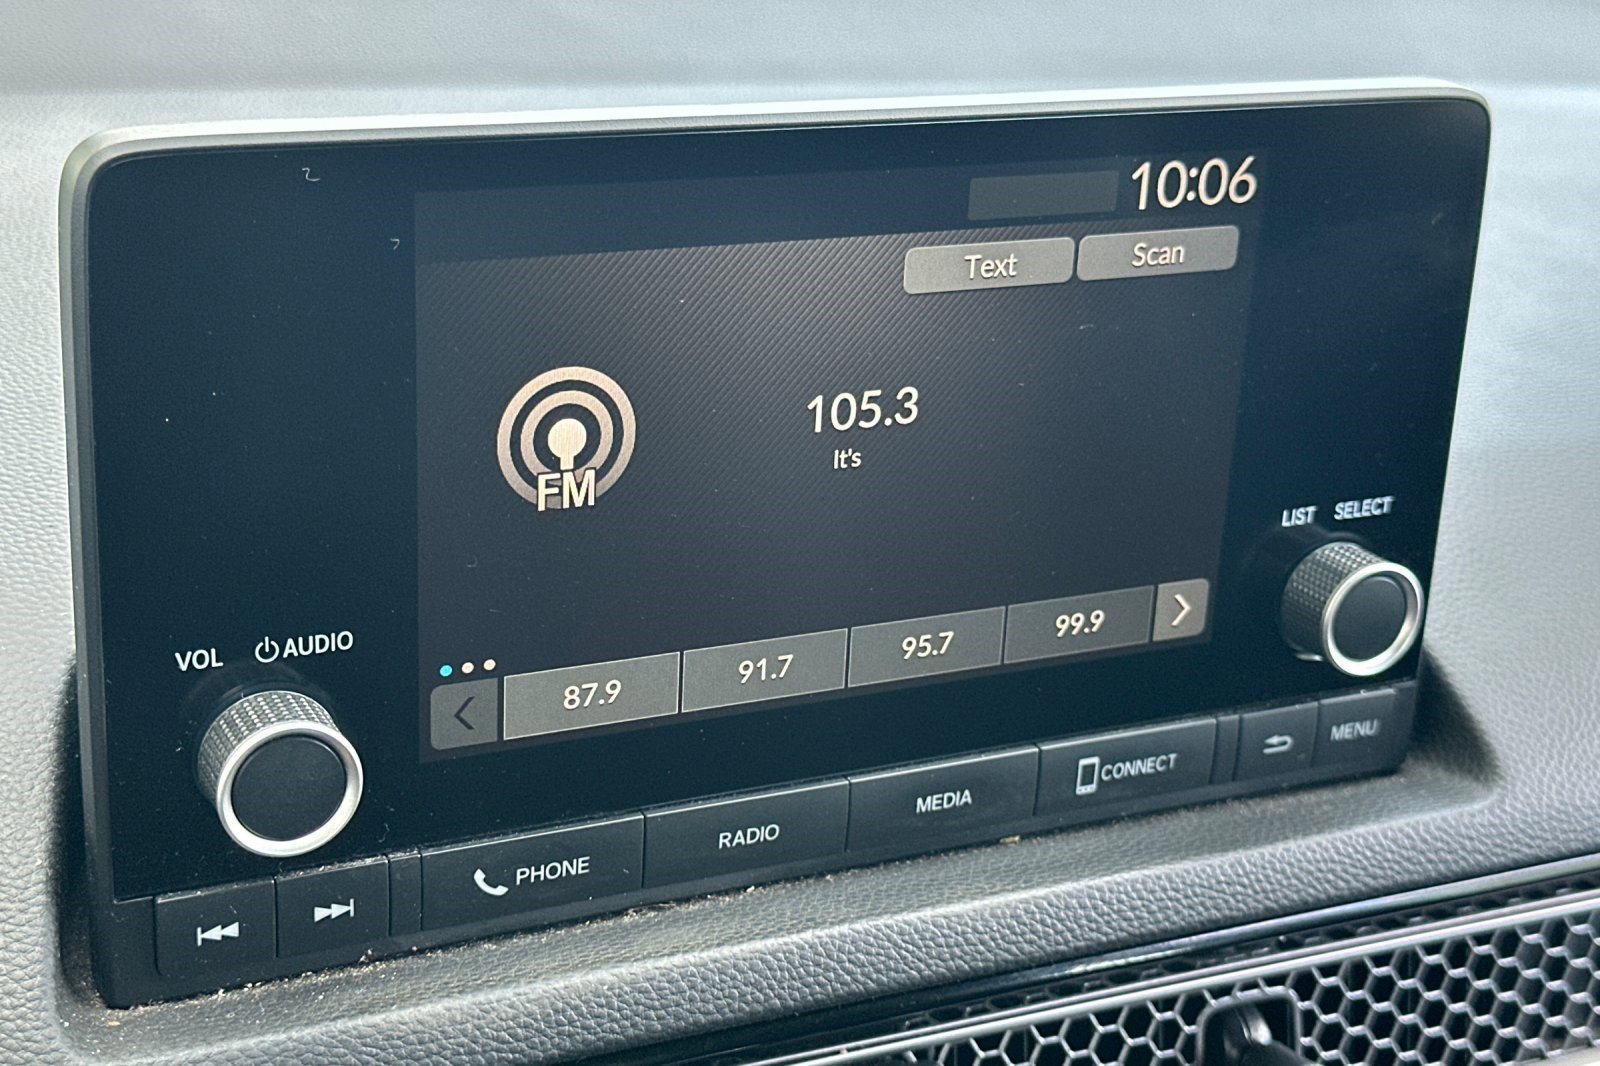 10:06
Text Scan
105.3
It's
FM
LIST SELECT
VOL AUDIO
87.9 91.7 95.7 99.9
PHONE RADIO MEDIA CONNECT MENU